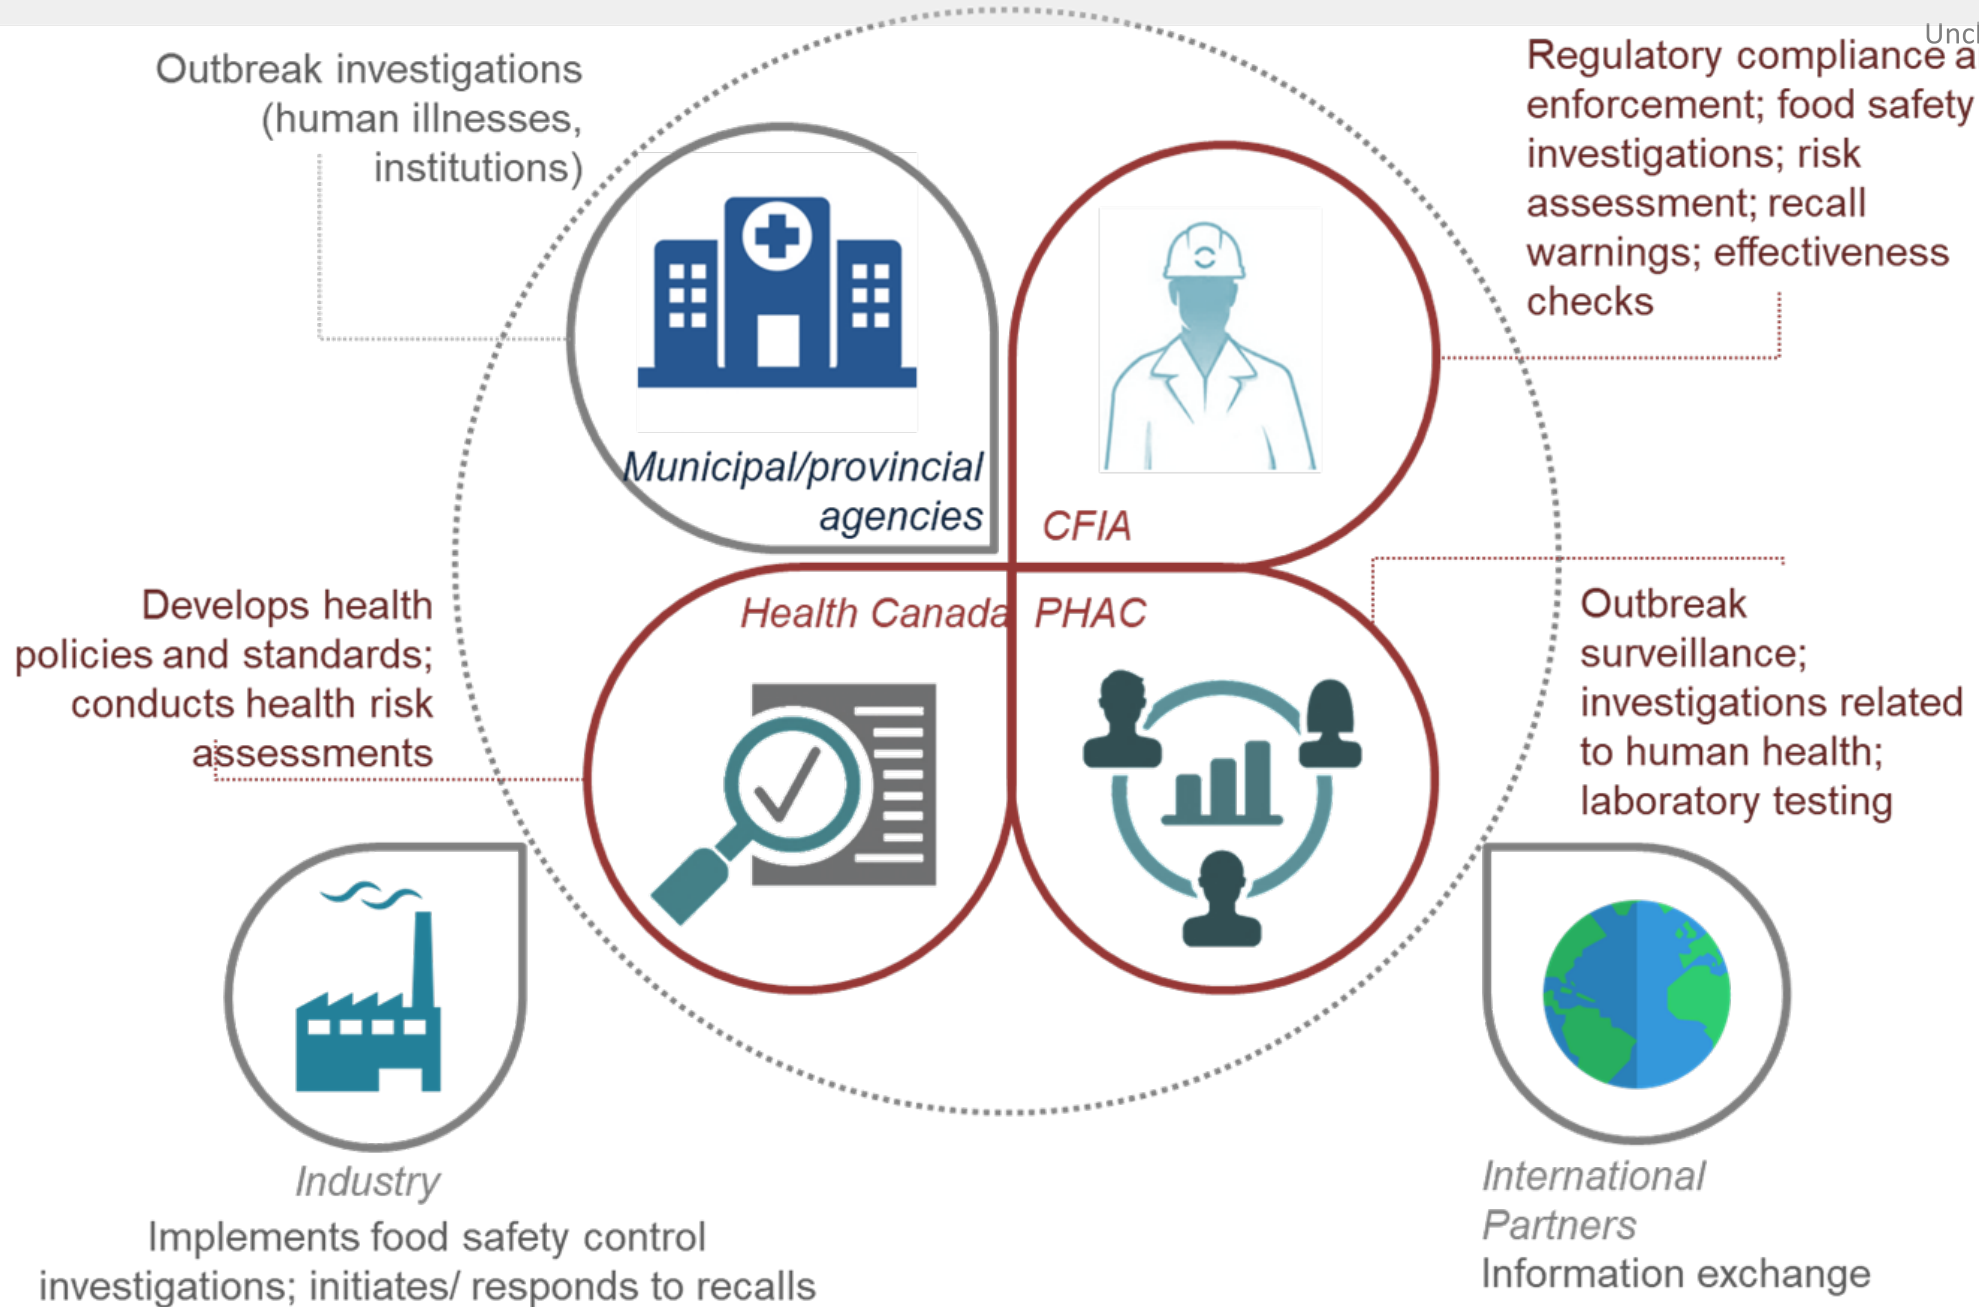 Outbreak investigations
(human illnesses,
institutions)
Regulatory compliance
enforcement; food safety
investigations; risk
assessment; recall
warnings; effectiveness
checks
Municipal/provincial
agencies
CFIA
Health Canada
PHAC
Develops health
policies and standards;
conducts health risk
assessments
Outbreak
surveillance;
investigations related
to human health;
laboratory testing
Industry
Implements food safety control
investigations; initiates/ responds to recalls
International
Partners
Information exchange